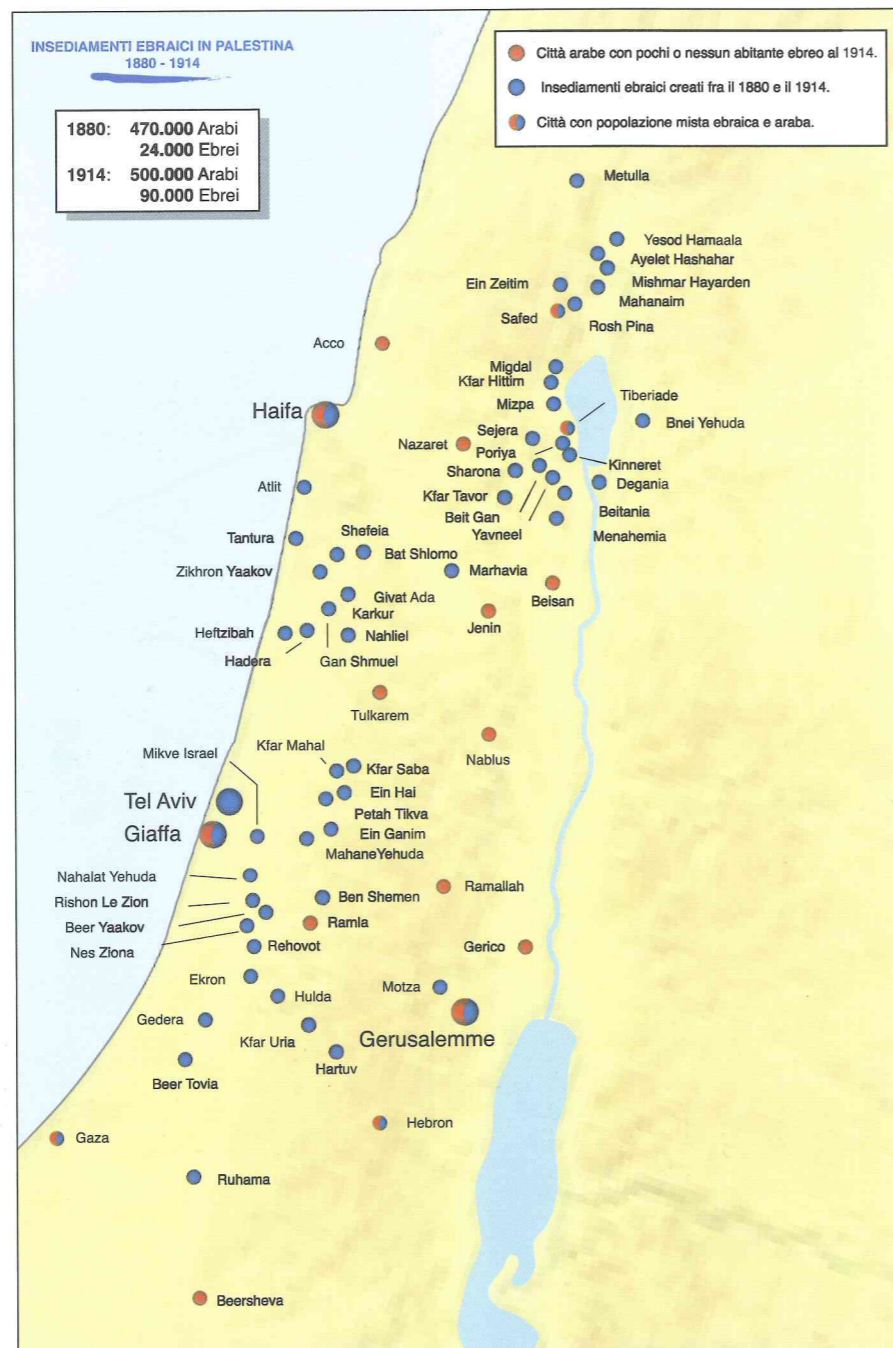 INSEDIAMENTI EBRAICI IN PALESTINA
1880 - 1914
1880: 470.000 Arabi
24.000 Ebrei
1914: 500.000 Arabi
90.000 Ebrei
Città arabe con pochi o nessun abitante ebreo al 1914.
Insediamenti ebraici creati fra il 1880 e il 1914.
Città con popolazione mista ebraica e araba.
Metulla
Yesod Hamaala
Ayelet Hashahar
Ein Zeitim
Mishmar Hayarden
Mahanaim
Safed
Rosh Pina
Acco
Migdal
Kfar Hittim
Tiberiade
Mizpa
Haifa
Bnei Yehuda
Sejera
Nazaret
Poriya
Kinneret
Sharona
Degania
Atlit
Kfar Tavor
Beitania
Beit Gan
Yavneel
Menahemia
Shefeia
Tantura
Bat Shlomo
Zikhron Yaakov
Marhavia
Beisan
Givat Ada
Karkur
Jenin
Heftzibah
Nahliel
Hadera
Gan Shmuel
Tulkarem
Kfar Mahal
Mikve Israel
Nablus
Kfar Saba
Ein Hai
Tel Aviv
Petah Tikva
Giaffa
Ein Ganim
MahaneYehuda
Nahalat Yehuda
Ramallah
Rishon Le Zion
Ben Shemen
Beer Yaakov
Ramla
Nes Ziona
Rehovot
Gerico
Ekron
Motza
Hulda
Gedera
Kfar Uria
Gerusalemme
Hartuv
Beer Tovia
Hebron
Gaza
Ruhama
Beersheva